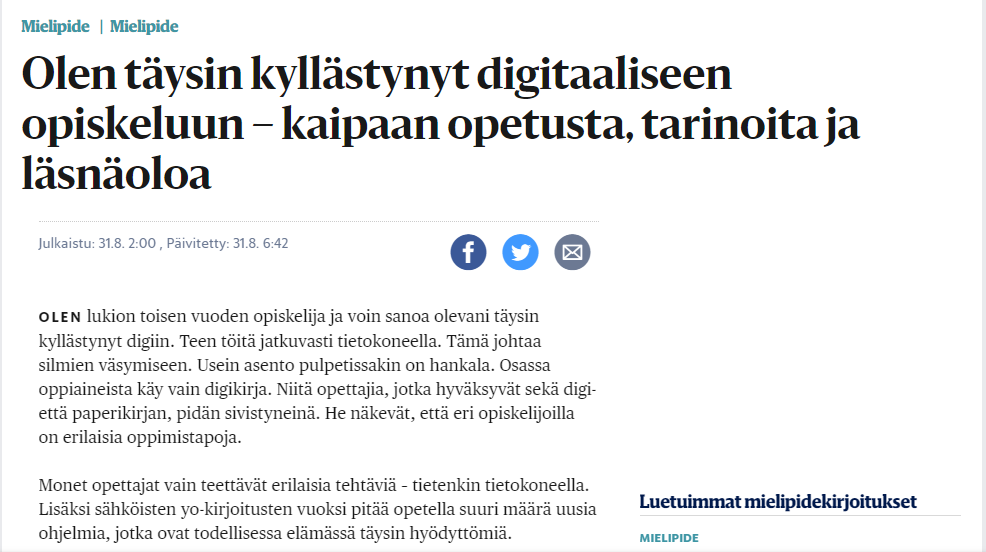 Mielipide | Mielipide
Olen täysin kyllästynyt digitaaliseen
opiskeluun – kaipaan opetusta, tarinoita ja
läsnäoloa
Julkaistu: 31.8. 2:00 , Päivitetty: 31.8. 6:42
OLEN lukion toisen vuoden opiskelija ja voin sanoa olevani täysin
kyllästynyt digiin. Teen töitä jatkuvasti tietokoneella. Tämä johtaa
silmien väsymiseen. Usein asento pulpetissakin on hankala. Osassa
oppiaineista käy vain digikirja. Niitä opettajia, jotka hyväksyvät sekä digi-
että paperikirjan, pidän sivistyneinä. He näkevät, että eri opiskelijoilla
on erilaisia oppimistapoja.
Monet opettajat vain teettävät erilaisia tehtäviä – tietenkin tietokoneella.
Lisäksi sähköisten yo-kirjoitusten vuoksi pitää opetella suuri määrä uusia
ohjelmia, jotka ovat todellisessa elämässä täysin hyödyttömiä.
Luetuimmat mielipidekirjoitukset
MIELIPIDE